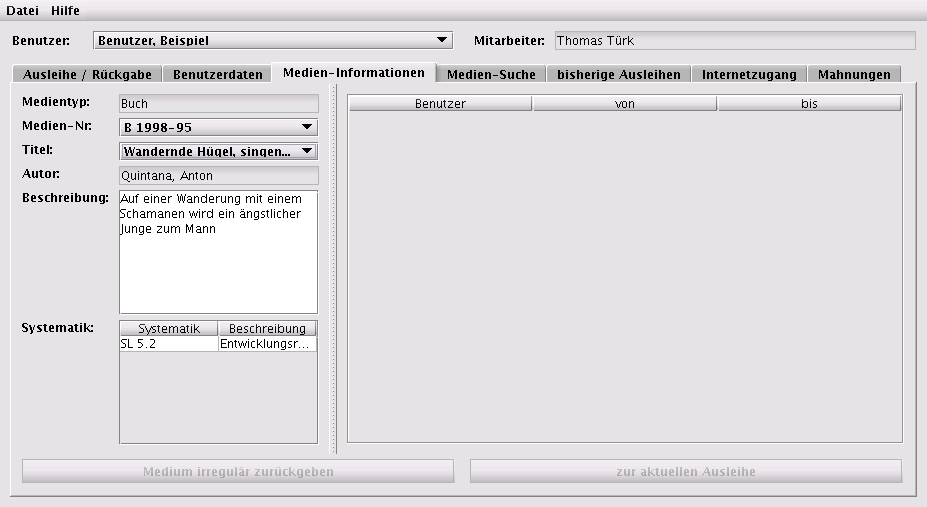 Datei Hilfe
Benutzer: Benutzer, Beispiel Mitarbeiter: Thomas Türk
Ausleihe / Rückgabe Benutzerdaten Medien-Informationen Medien-Suche bisherige Ausleihen Internetzugang Mahnungen
Medientyp: Buch
Medien-Nr: B 1998-95
Titel: Wandernde Hügel, singen...
Autor: Quintana, Anton
Beschreibung: Auf einer Wanderung mit einem
Schamanen wird ein ängstlicher
Junge zum Mann
Systematik: Systematik Beschreibung
SL 5.2 Entwicklungsr...
Benutzer von bis
Medium irregulär zurückgeben zur aktuellen Ausleihe